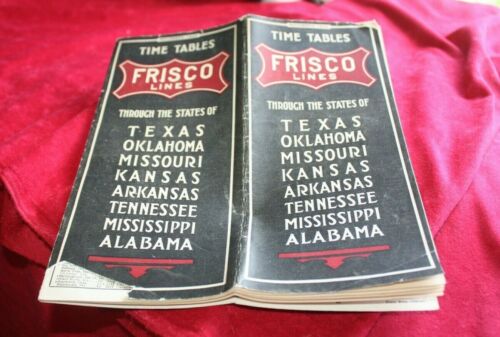 TIME TABLES
FRISCO
LINES
THROUGH THE STATES OF
TEXAS
OKLAHOMA
MISSOURI
KANSAS
ARKANSAS
TENNESSEE
MISSISSIPPI
ALABAMA
TIME TABLES
FRISCO
LINES
THROUGH THE STATES OF
TEXAS
OKLAHOMA
MISSOURI
KANSAS
ARKANSAS
TENNESSEE
MISSISSIPPI
ALABAMA